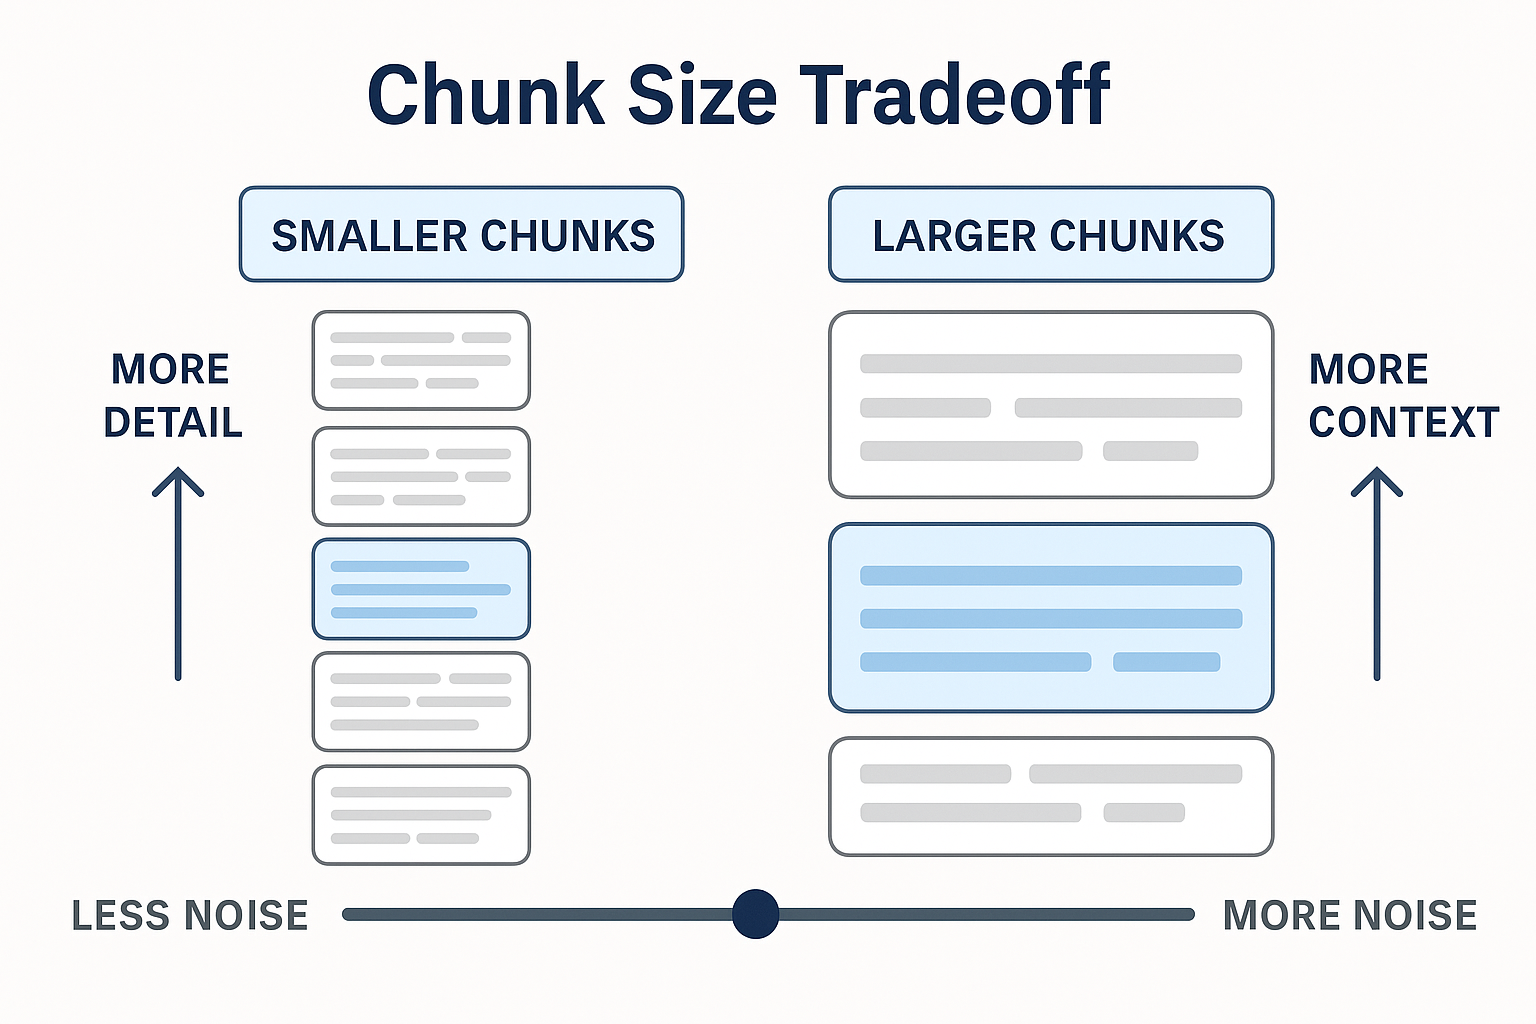 Chunk Size Tradeoff
SMALLER CHUNKS
LARGER CHUNKS
MORE
DETAIL
MORE
CONTEXT
LESS NOISE
MORE NOISE